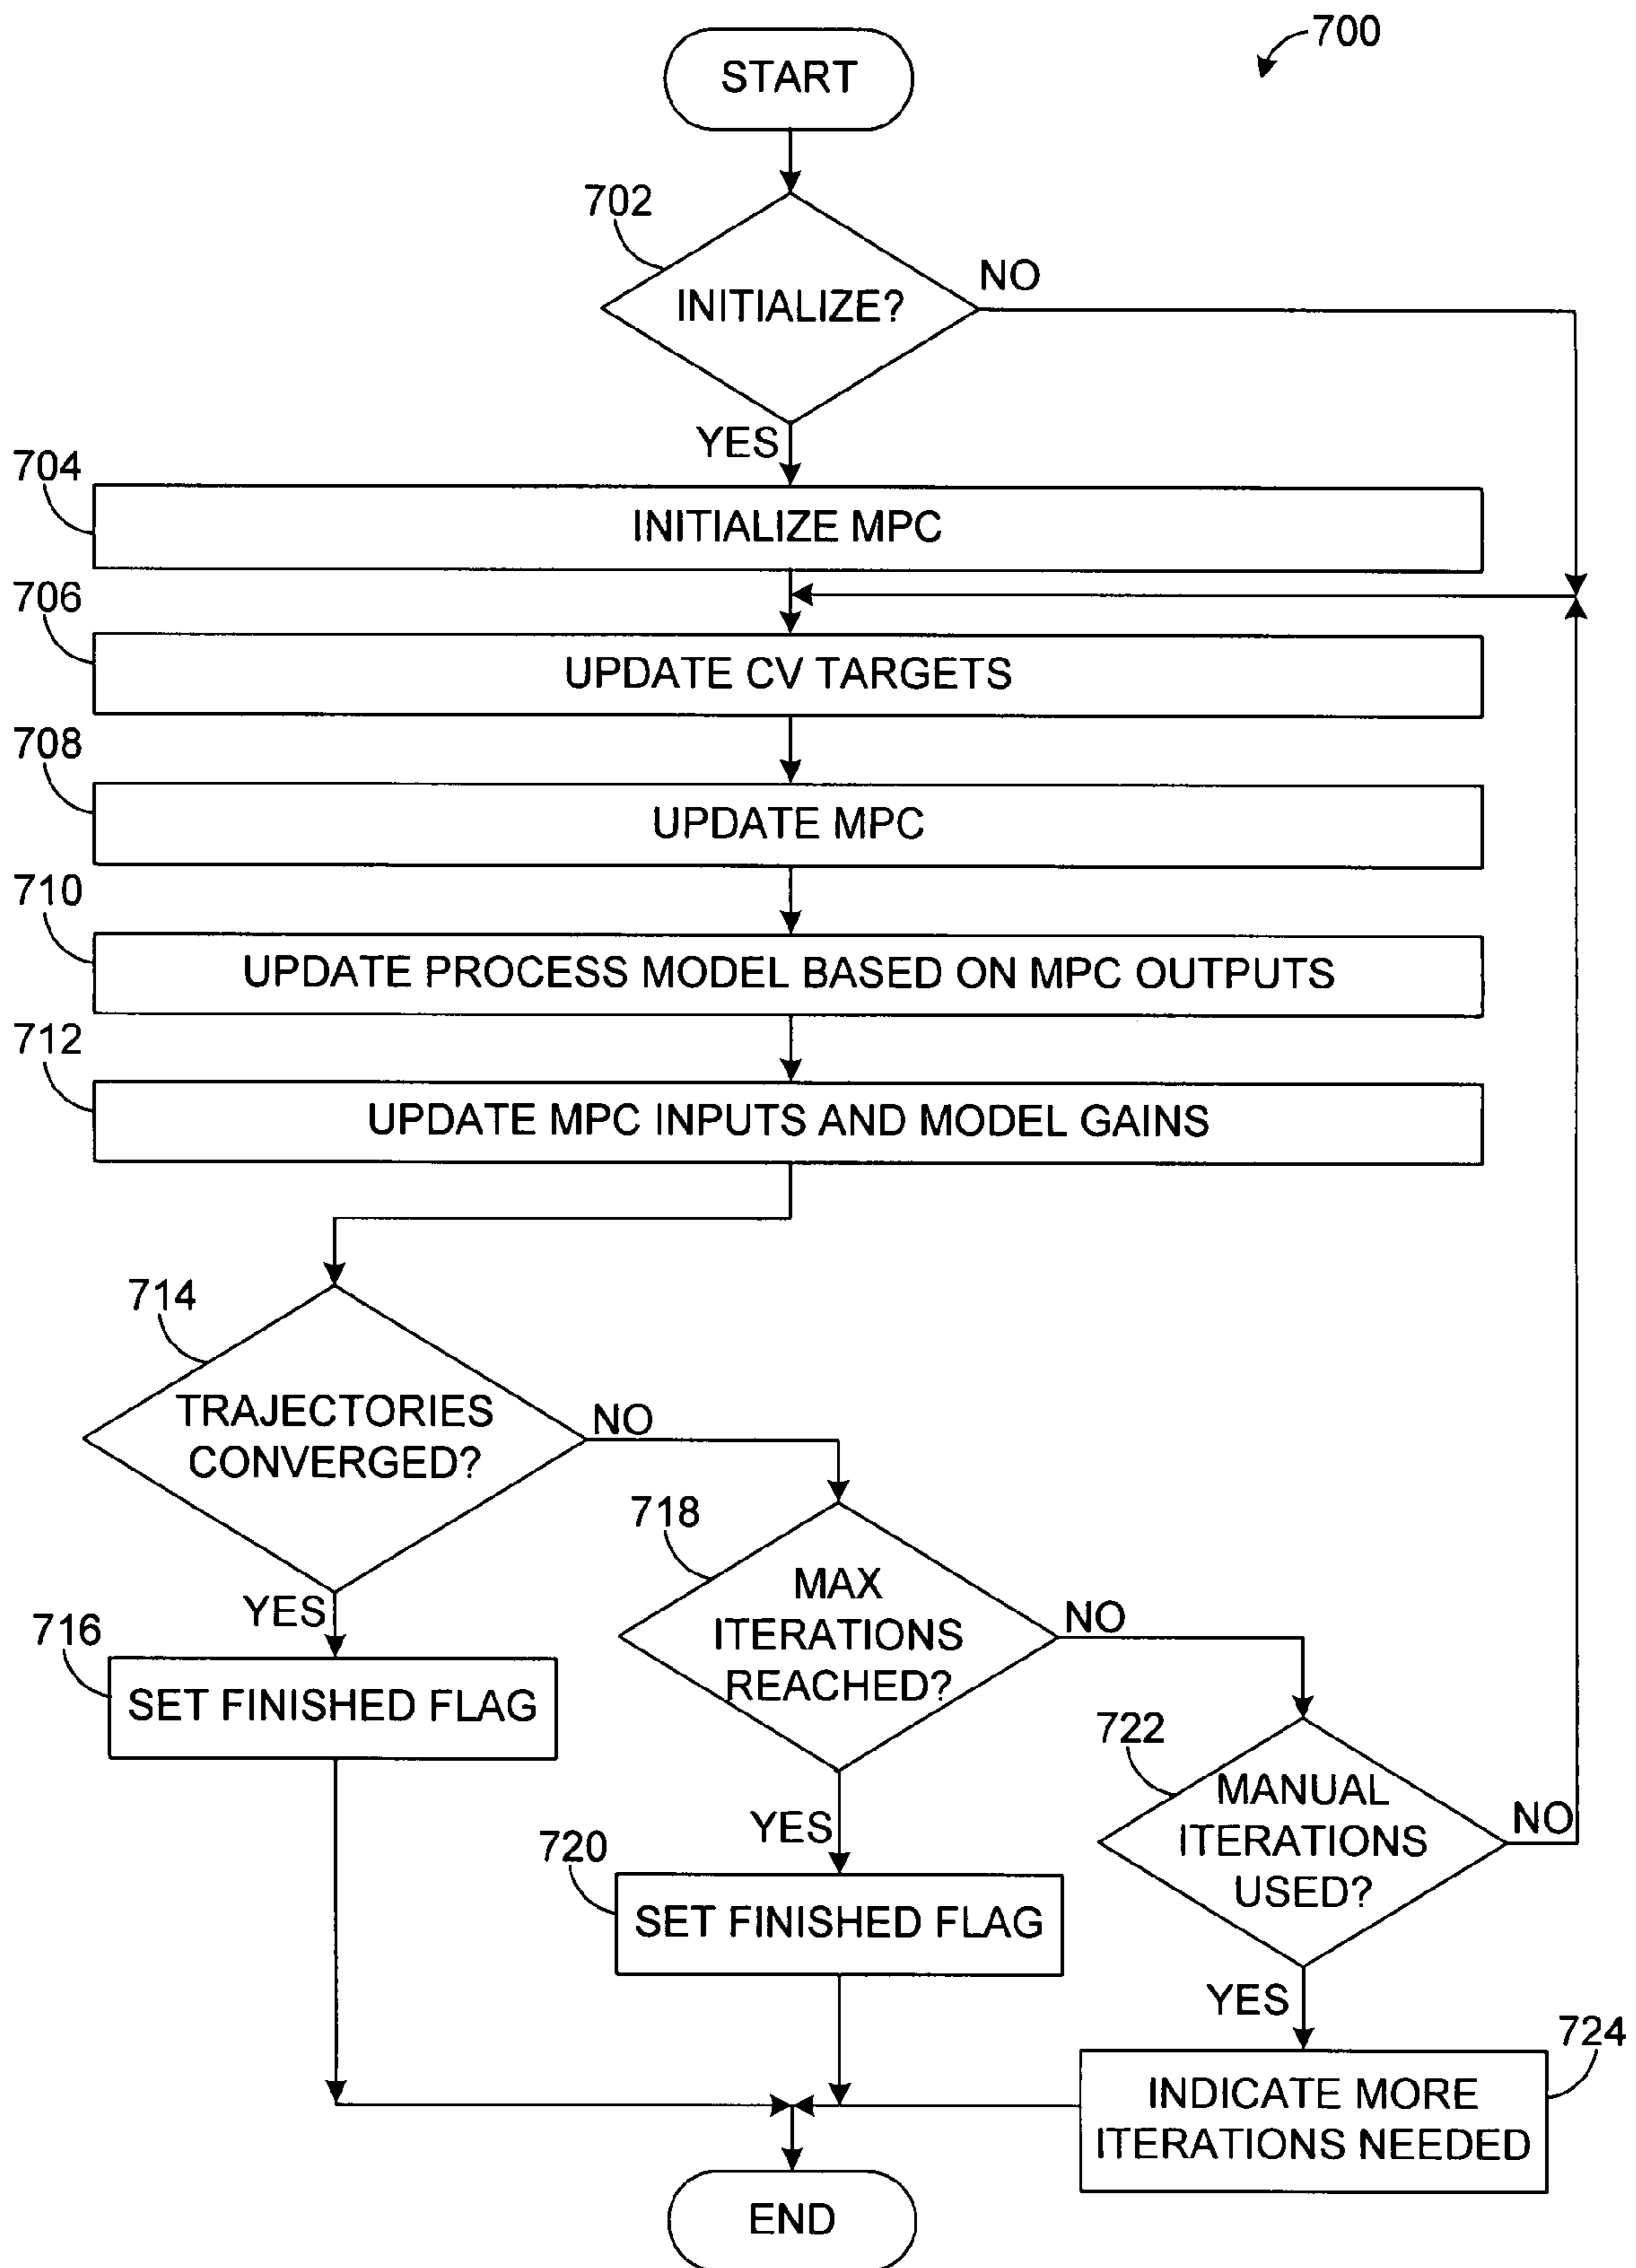 700
START
702
INITIALIZE?
NO
YES
704
INITIALIZE MPC
706
UPDATE CV TARGETS
708
UPDATE MPC
710
UPDATE PROCESS MODEL BASED ON MPC OUTPUTS
712
UPDATE MPC INPUTS AND MODEL GAINS
714
TRAJECTORIES
CONVERGED?
NO
YES
716
SET FINISHED FLAG
718
MAX
ITERATIONS
REACHED?
NO
YES
720
SET FINISHED FLAG
722
MANUAL
ITERATIONS
USED?
NO
YES
724
INDICATE MORE
ITERATIONS NEEDED
END